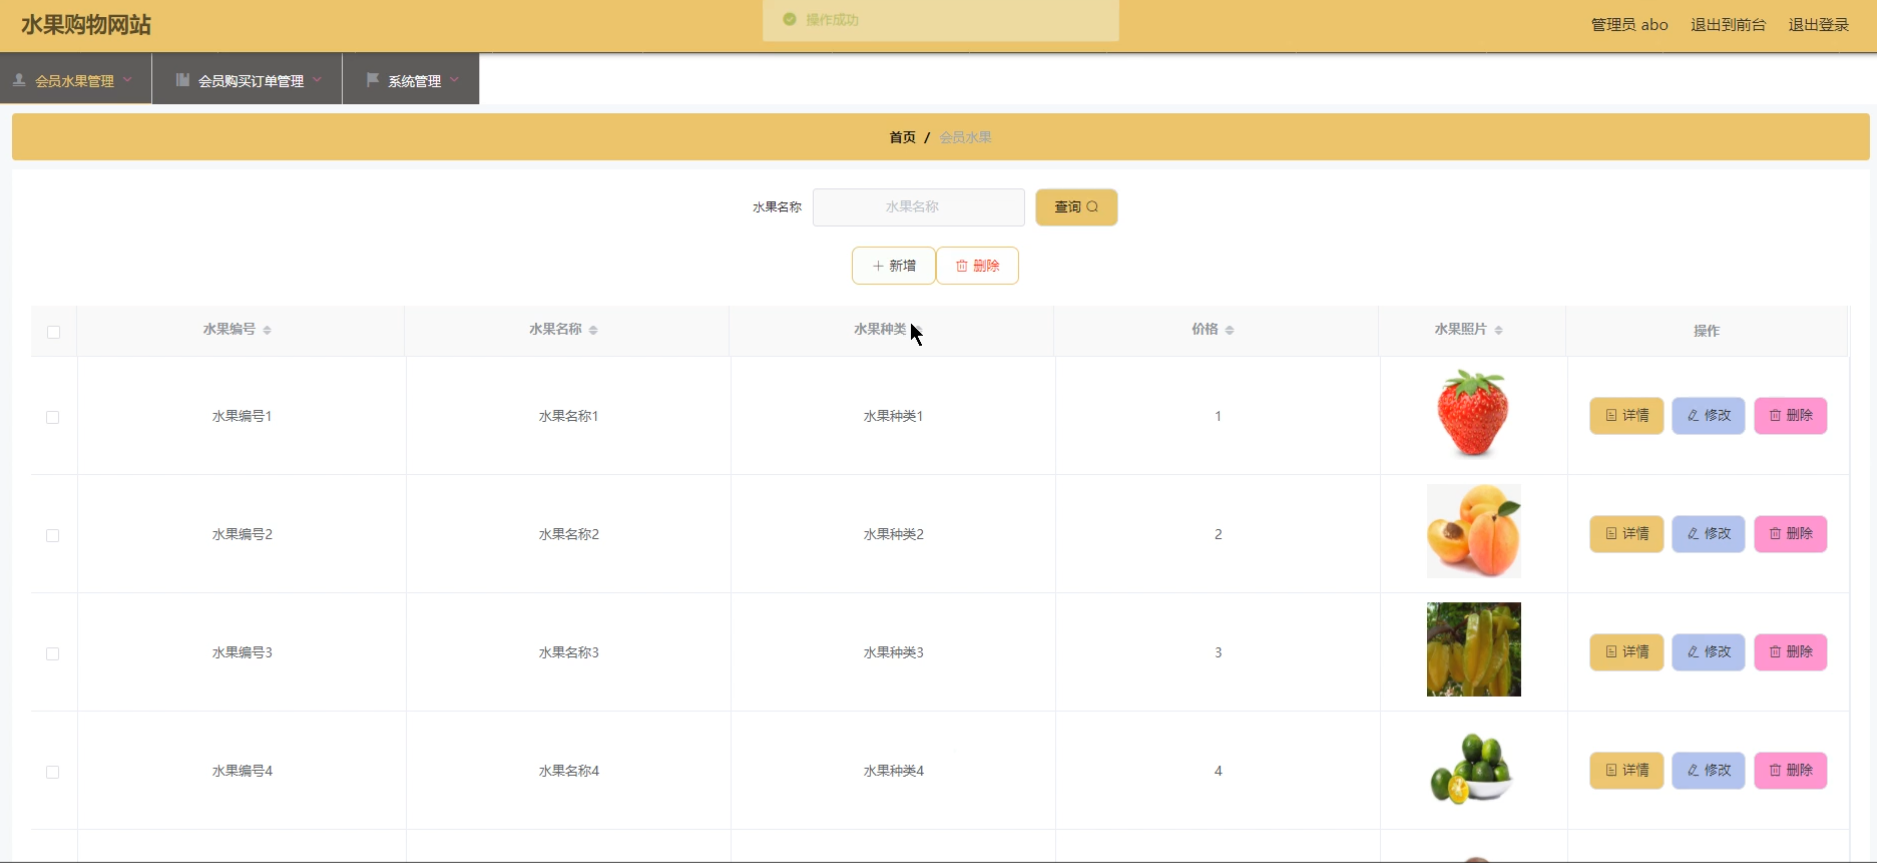 水果购物网站
操作成功
管理员 abo 退出到前台 退出登录
会员水果管理 会员购买订单管理 系统管理
首页 / 会员水果
水果名称 水果名称 查询
新增 删除
水果编号 水果名称 水果种类 价格 水果照片 操作
水果编号1 水果名称1 水果种类1 1 详情 修改 删除
水果编号2 水果名称2 水果种类2 2 详情 修改 删除
水果编号3 水果名称3 水果种类3 3 详情 修改 删除
水果编号4 水果名称4 水果种类4 4 详情 修改 删除